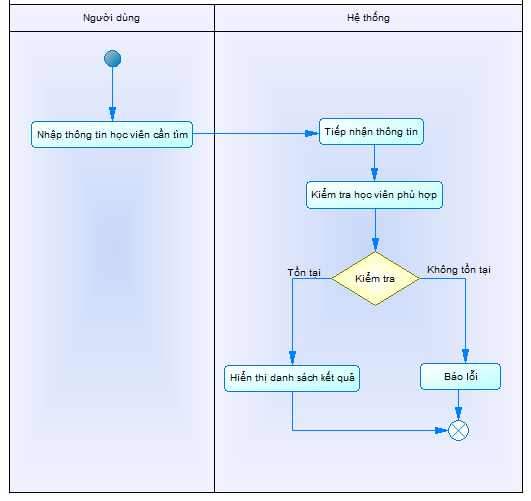 Người dùng
Hệ thống
Nhập thông tin học viên cần tìm
Tiếp nhận thông tin
Kiểm tra học viên phù hợp
Kiểm tra
Tồn tại
Không tồn tại
Hiển thị danh sách kết quả
Báo lỗi